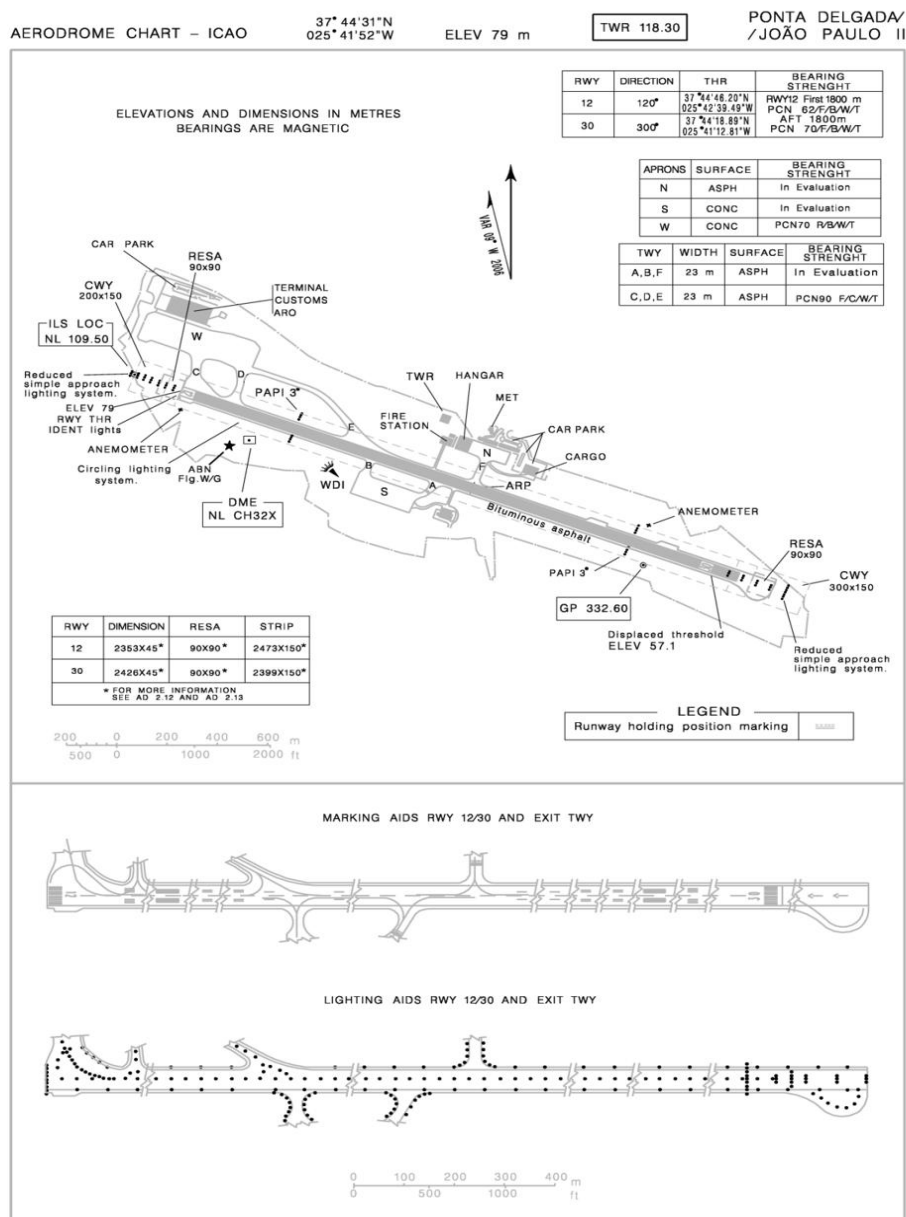 AERODROME CHART - ICAO
37°44'31"N
025°41'52"W
ELEV 79 m
TWR 118.30
PONTA DELGADA/
/JOÃO PAULO II
ELEVATIONS AND DIMENSIONS IN METRES
BEARINGS ARE MAGNETIC
RWY DIRECTION THR BEARING STRENGHT
12 120° 37°44'46.20"N 025°42'39.49"W RWY12 First 1800 m PCN 62/F/B/W/T
30 300° 37°44'18.89"N 025°41'12.81"W AFT 1800m PCN 70/F/B/W/T
APRONS SURFACE BEARING STRENGHT
N ASPH In Evaluation
S CONC In Evaluation
W CONC PCN70 R/B/W/T
TWY WIDTH SURFACE BEARING STRENGHT
A,B,F 23 m ASPH In Evaluation
C,D,E 23 m ASPH PCN90 F/C/W/T
VAR 09° W 2006
CAR PARK
RESA
90x90
CWY
200x150
TERMINAL
CUSTOMS
ARO
ILS LOC
NL 109.50
W
Reduced
simple approach
lighting system.
C
D
PAPI 3°
ELEV 79
RWY THR
IDENT lights
ANEMOMETER
Circling lighting
system.
ABN
Flg.W/G
DME
NL CH32X
WDI
E
B
S
A
TWR
HANGAR
FIRE
STATION
MET
CAR PARK
N
F
CARGO
ARP
Bituminous asphalt
ANEMOMETER
RESA
90x90
CWY
300x150
PAPI 3°
GP 332.60
Displaced threshold
ELEV 57.1
Reduced
simple approach
lighting system.
RWY DIMENSION RESA STRIP
12 2353X45* 90X90* 2473X150*
30 2426X45* 90X90* 2399X150*
* FOR MORE INFORMATION
SEE AD 2.12 AND AD 2.13
LEGEND
Runway holding position marking
200 0 200 400 600 m
500 0 1000 2000 ft
MARKING AIDS RWY 12/30 AND EXIT TWY
LIGHTING AIDS RWY 12/30 AND EXIT TWY
0 100 200 300 400 m
0 500 1000 ft